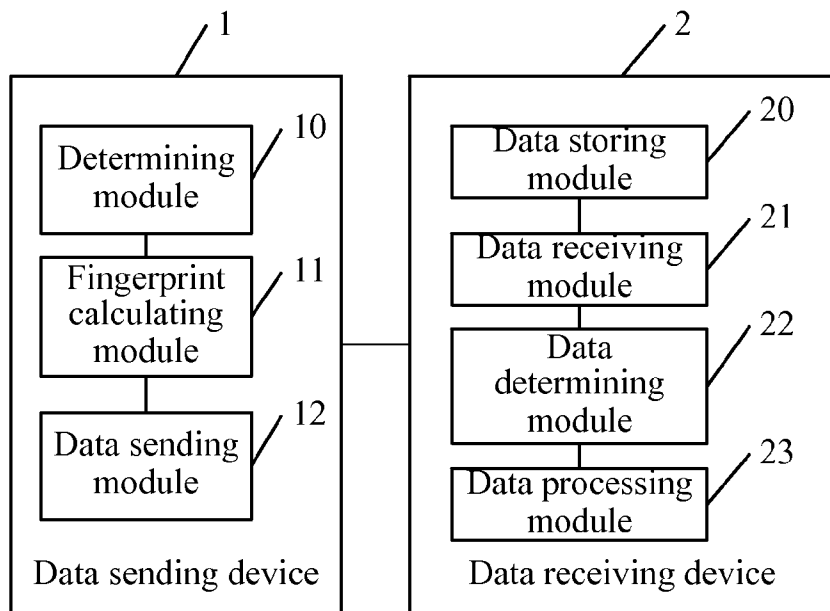 1
10
Determining
module
11
Fingerprint
calculating
module
12
Data sending
module
Data sending device
2
20
Data storing
module
21
Data receiving
module
22
Data
determining
module
23
Data processing
module
Data receiving device